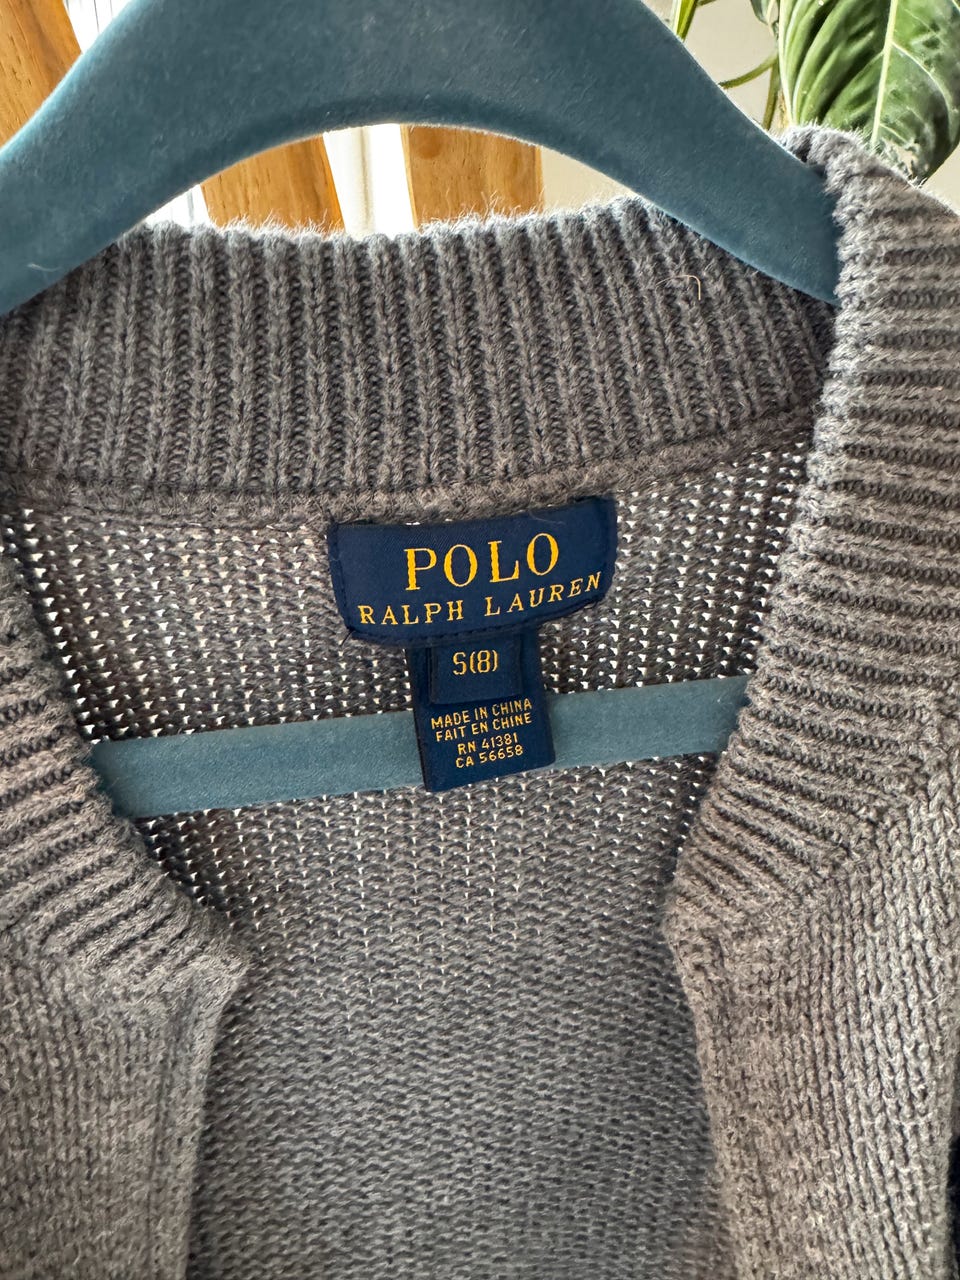 POLO
RALPH LAUREN
S(8)
MADE IN CHINA
FAIT EN CHINE
RN 41381
CA 56658